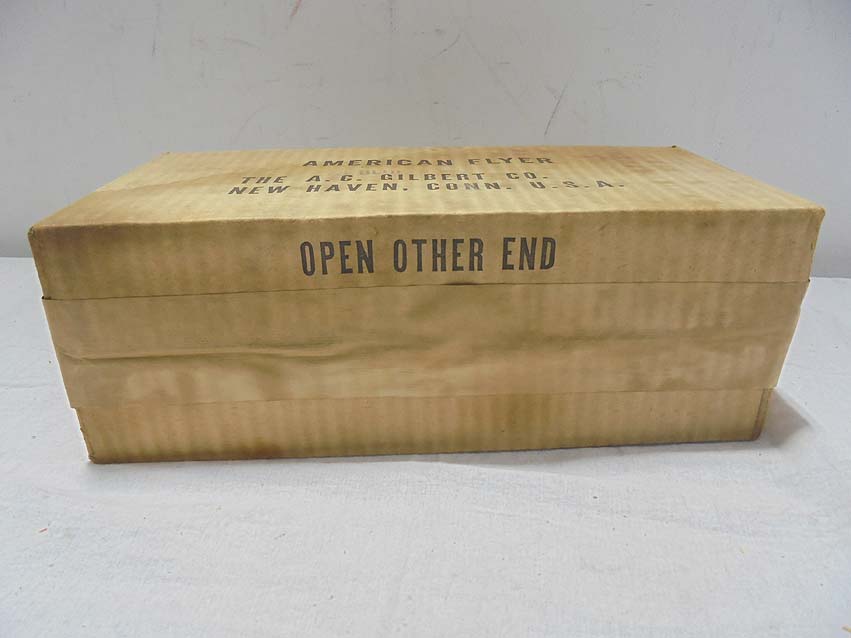 AMERICAN FLYER
THE A. C. GILBERT CO.
NEW HAVEN, CONN. U. S. A.
OPEN OTHER END